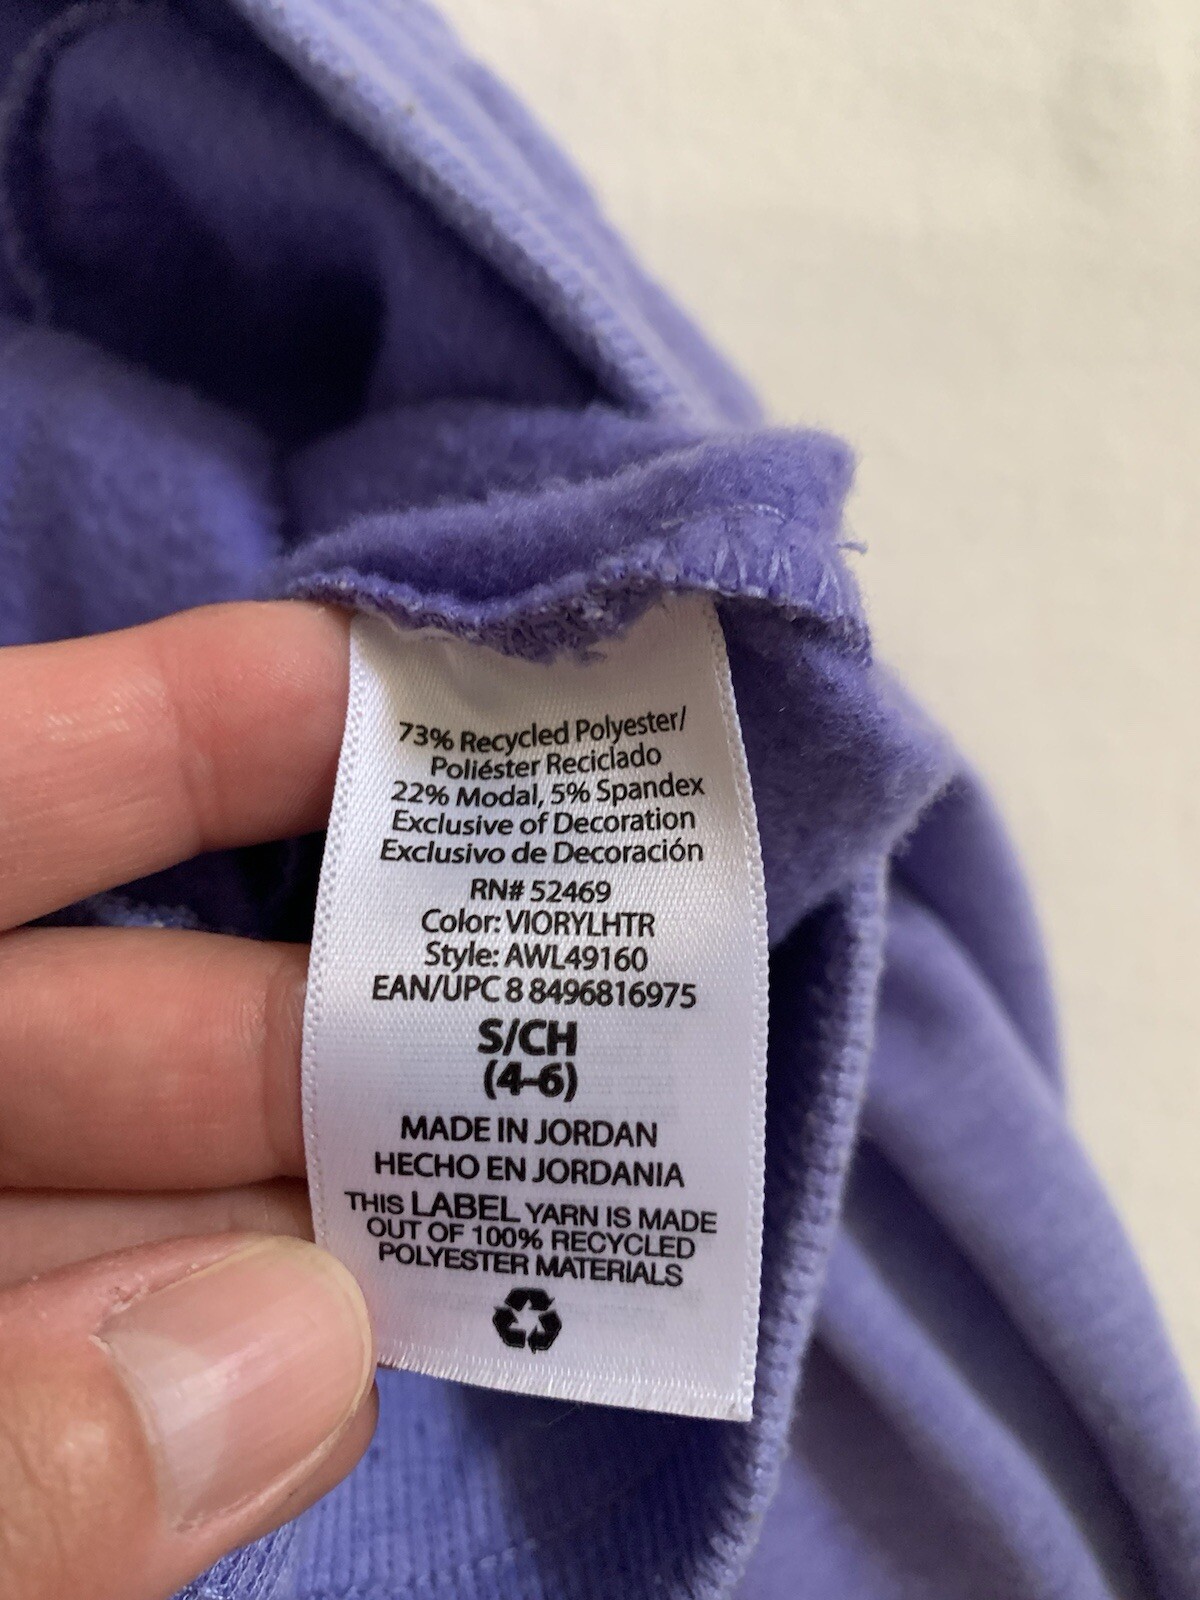 73% Recycled Polyester/
Poliéster Reciclado
22% Modal, 5% Spandex
Exclusive of Decoration
Exclusivo de Decoración
RN# 52469
Color: VIORYLHTR
Style: AWL49160
EAN/UPC 8 8496816975
S/CH
(4-6)
MADE IN JORDAN
HECHO EN JORDANIA
THIS LABEL YARN IS MADE
OUT OF 100% RECYCLED
POLYESTER MATERIALS